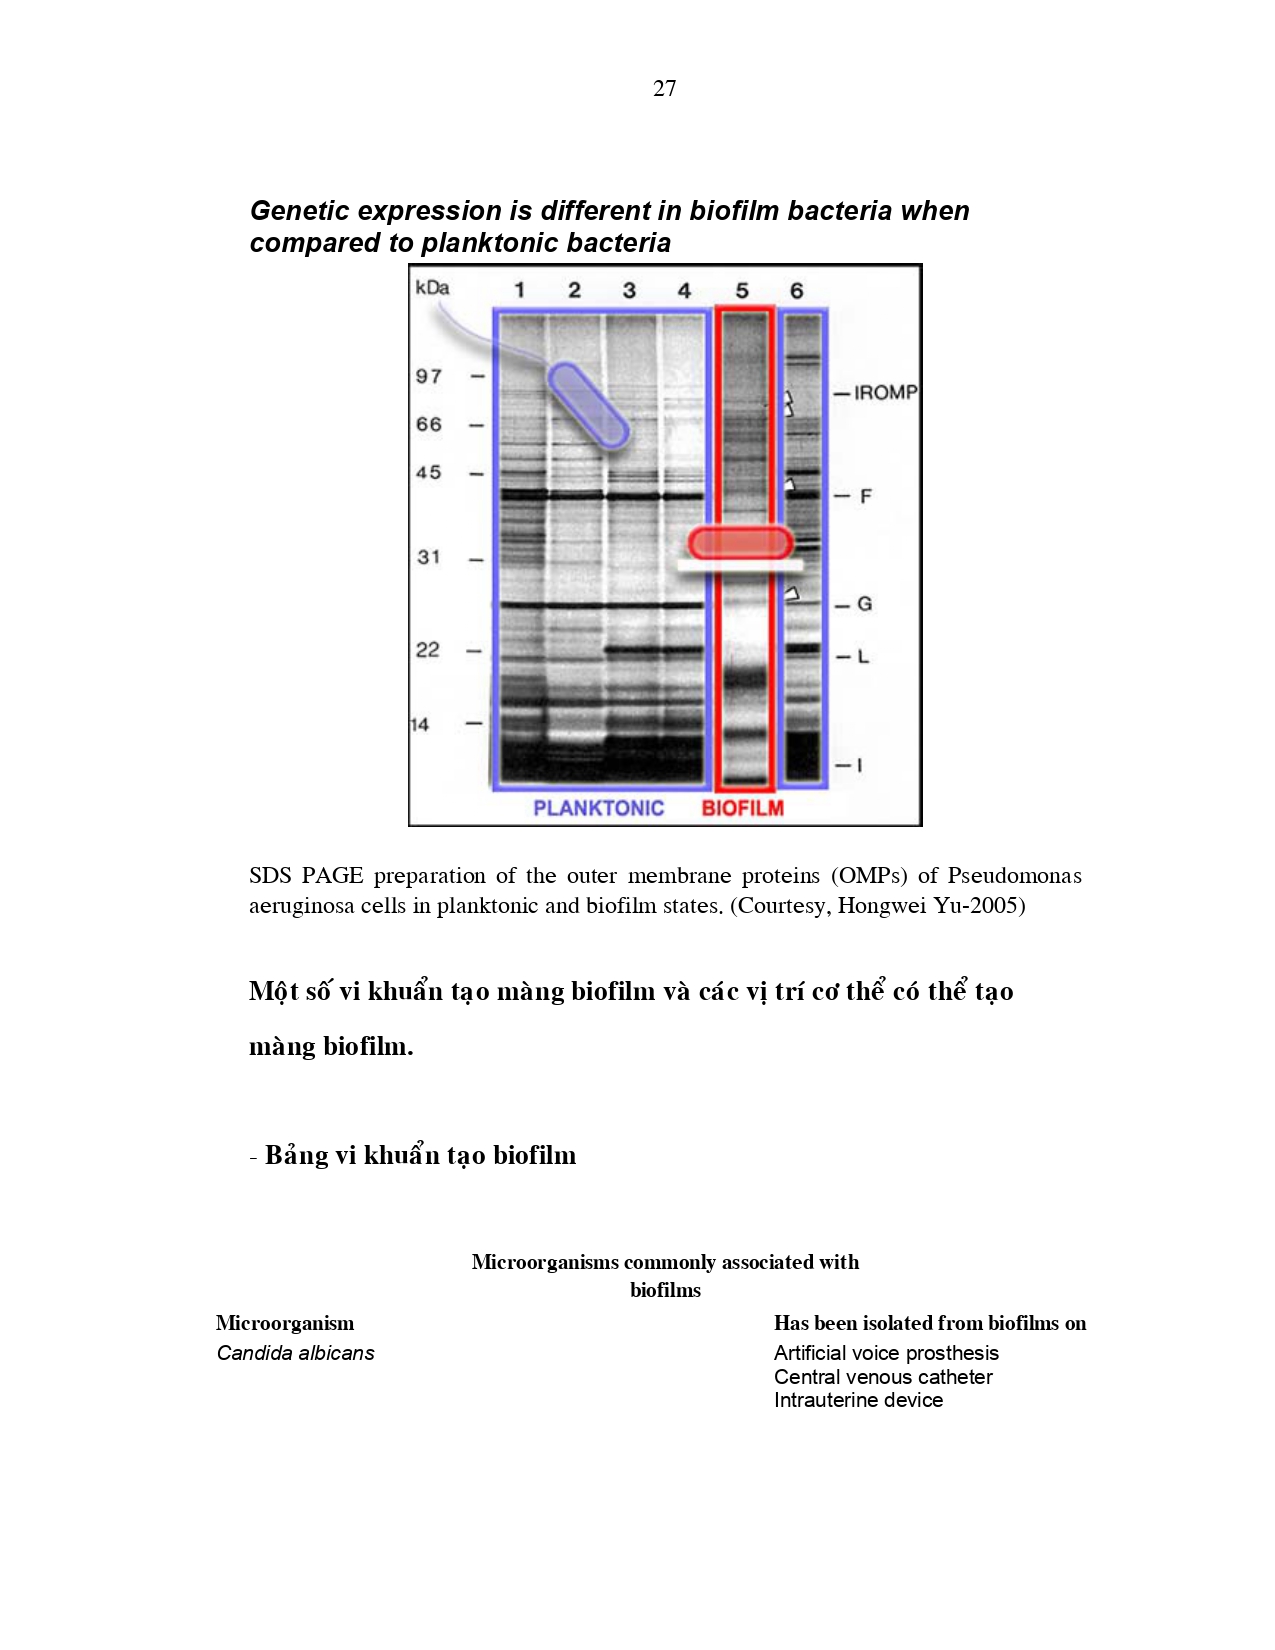 27
Genetic expression is different in biofilm bacteria when
compared to planktonic bacteria
kDa 1 2 3 4 5 6
97
IROMP
66
45
F
31
G
22
L
14
I
PLANKTONIC BIOFILM
SDS PAGE preparation of the outer membrane proteins (OMPs) of Pseudomonas
aeruginosa cells in planktonic and biofilm states. (Courtesy, Hongwei Yu-2005)
Một số vi khuẩn tạo màng biofilm và các vị trí cơ thể có thể tạo
màng biofilm.
- Bảng vi khuẩn tạo biofilm
Microorganisms commonly associated with
biofilms
Microorganism Has been isolated from biofilms on
Candida albicans Artificial voice prosthesis
Central venous catheter
Intrauterine device